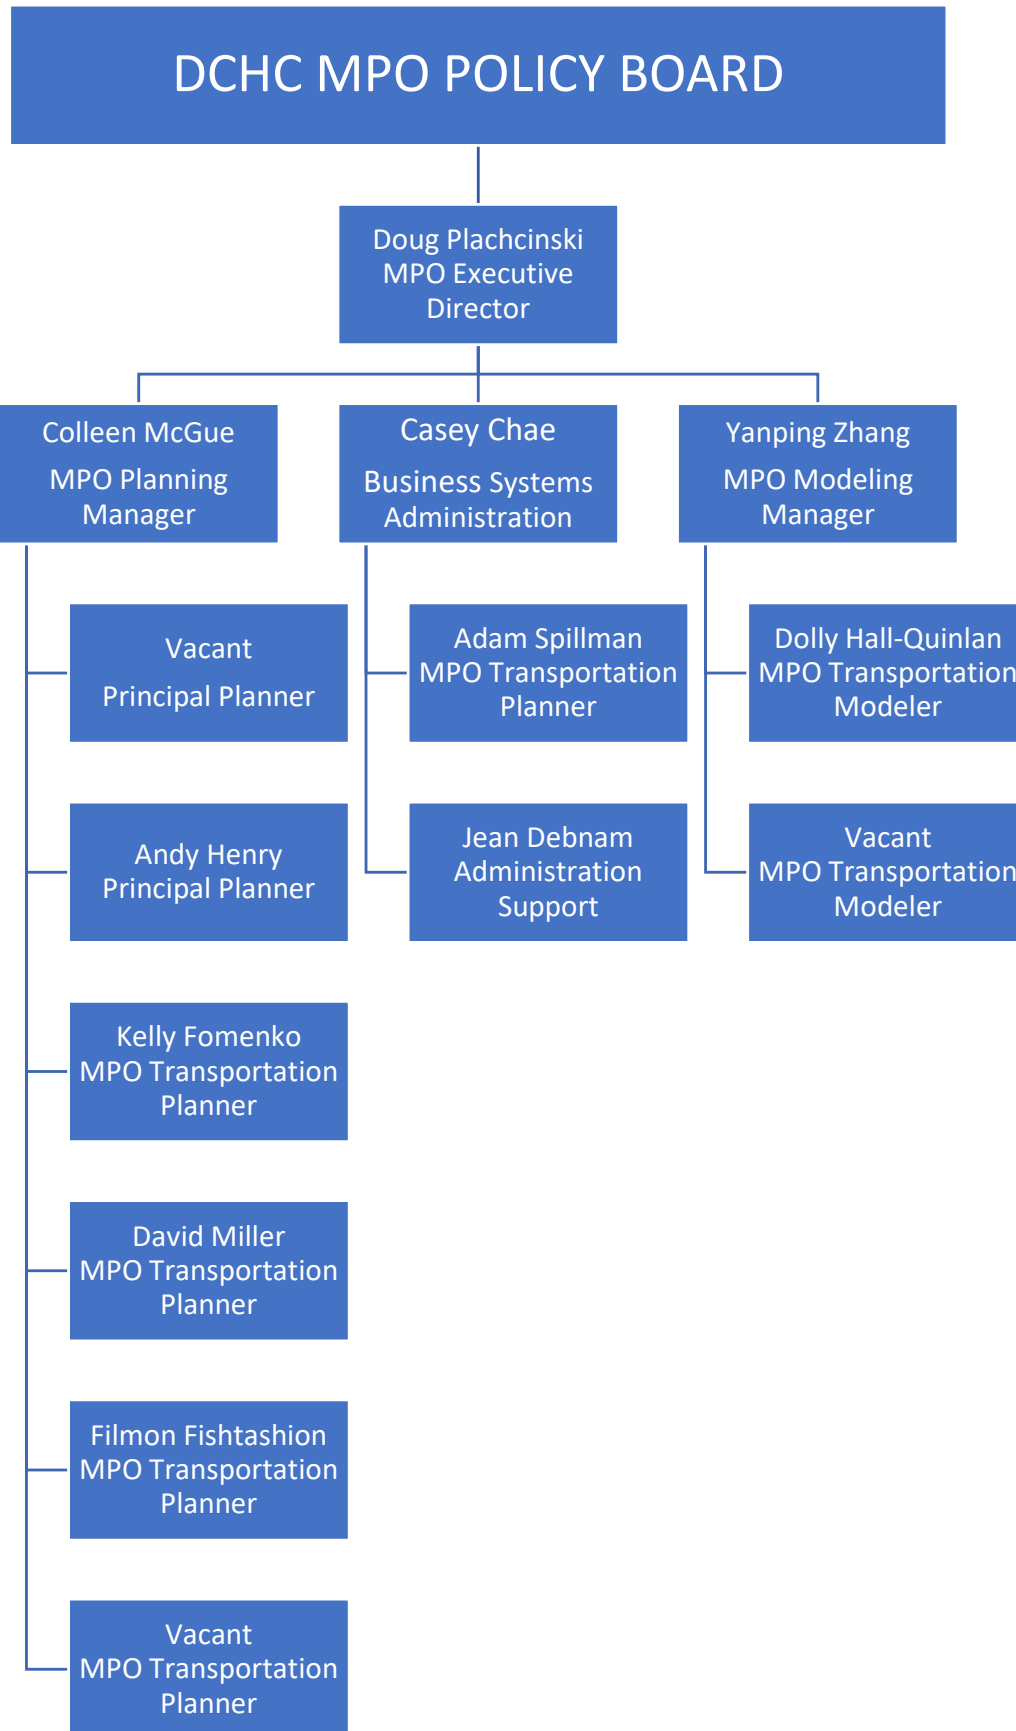 DCHC MPO POLICY BOARD
Doug Plachcinski
MPO Executive
Director
Colleen McGue
MPO Planning
Manager
Casey Chae
Business Systems
Administration
Yanping Zhang
MPO Modeling
Manager
Vacant
Principal Planner
Adam Spillman
MPO Transportation
Planner
Dolly Hall-Quinlan
MPO Transportation
Modeler
Andy Henry
Principal Planner
Jean Debnam
Administration
Support
Vacant
MPO Transportation
Modeler
Kelly Fomenko
MPO Transportation
Planner
David Miller
MPO Transportation
Planner
Filmon Fishtashion
MPO Transportation
Planner
Vacant
MPO Transportation
Planner